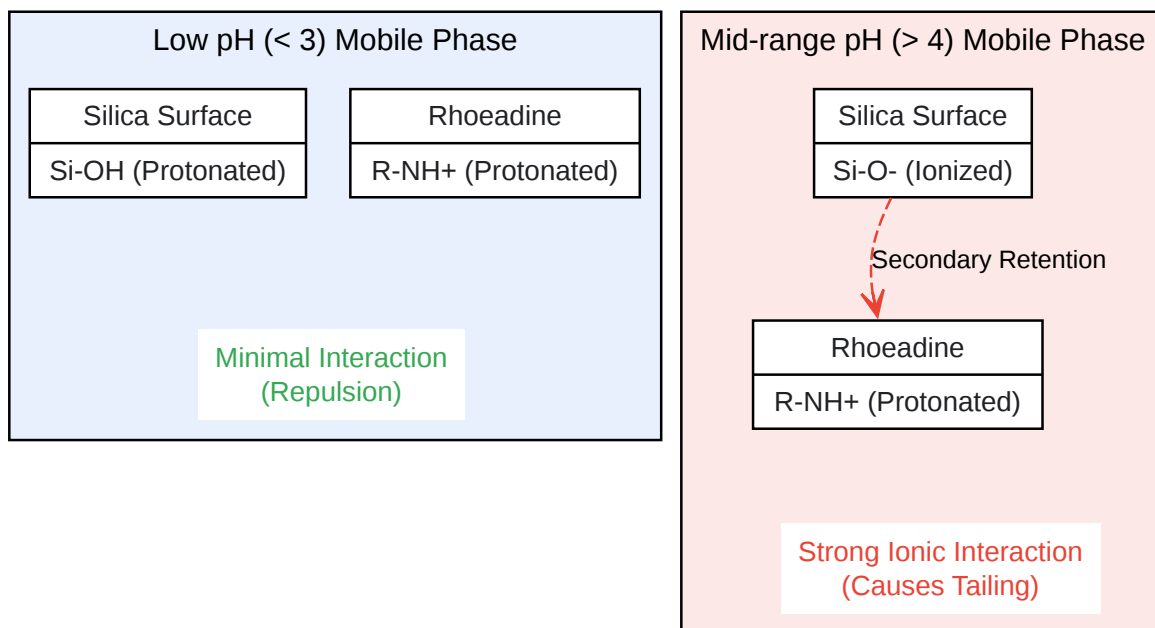 Low pH (< 3) Mobile Phase
Silica Surface
Si-OH (Protonated)
Rhoeadine
R-NH+ (Protonated)
Minimal Interaction
(Repulsion)
Mid-range pH (> 4) Mobile Phase
Silica Surface
Si-O- (Ionized)
Secondary Retention
Rhoeadine
R-NH+ (Protonated)
Strong Ionic Interaction
(Causes Tailing)